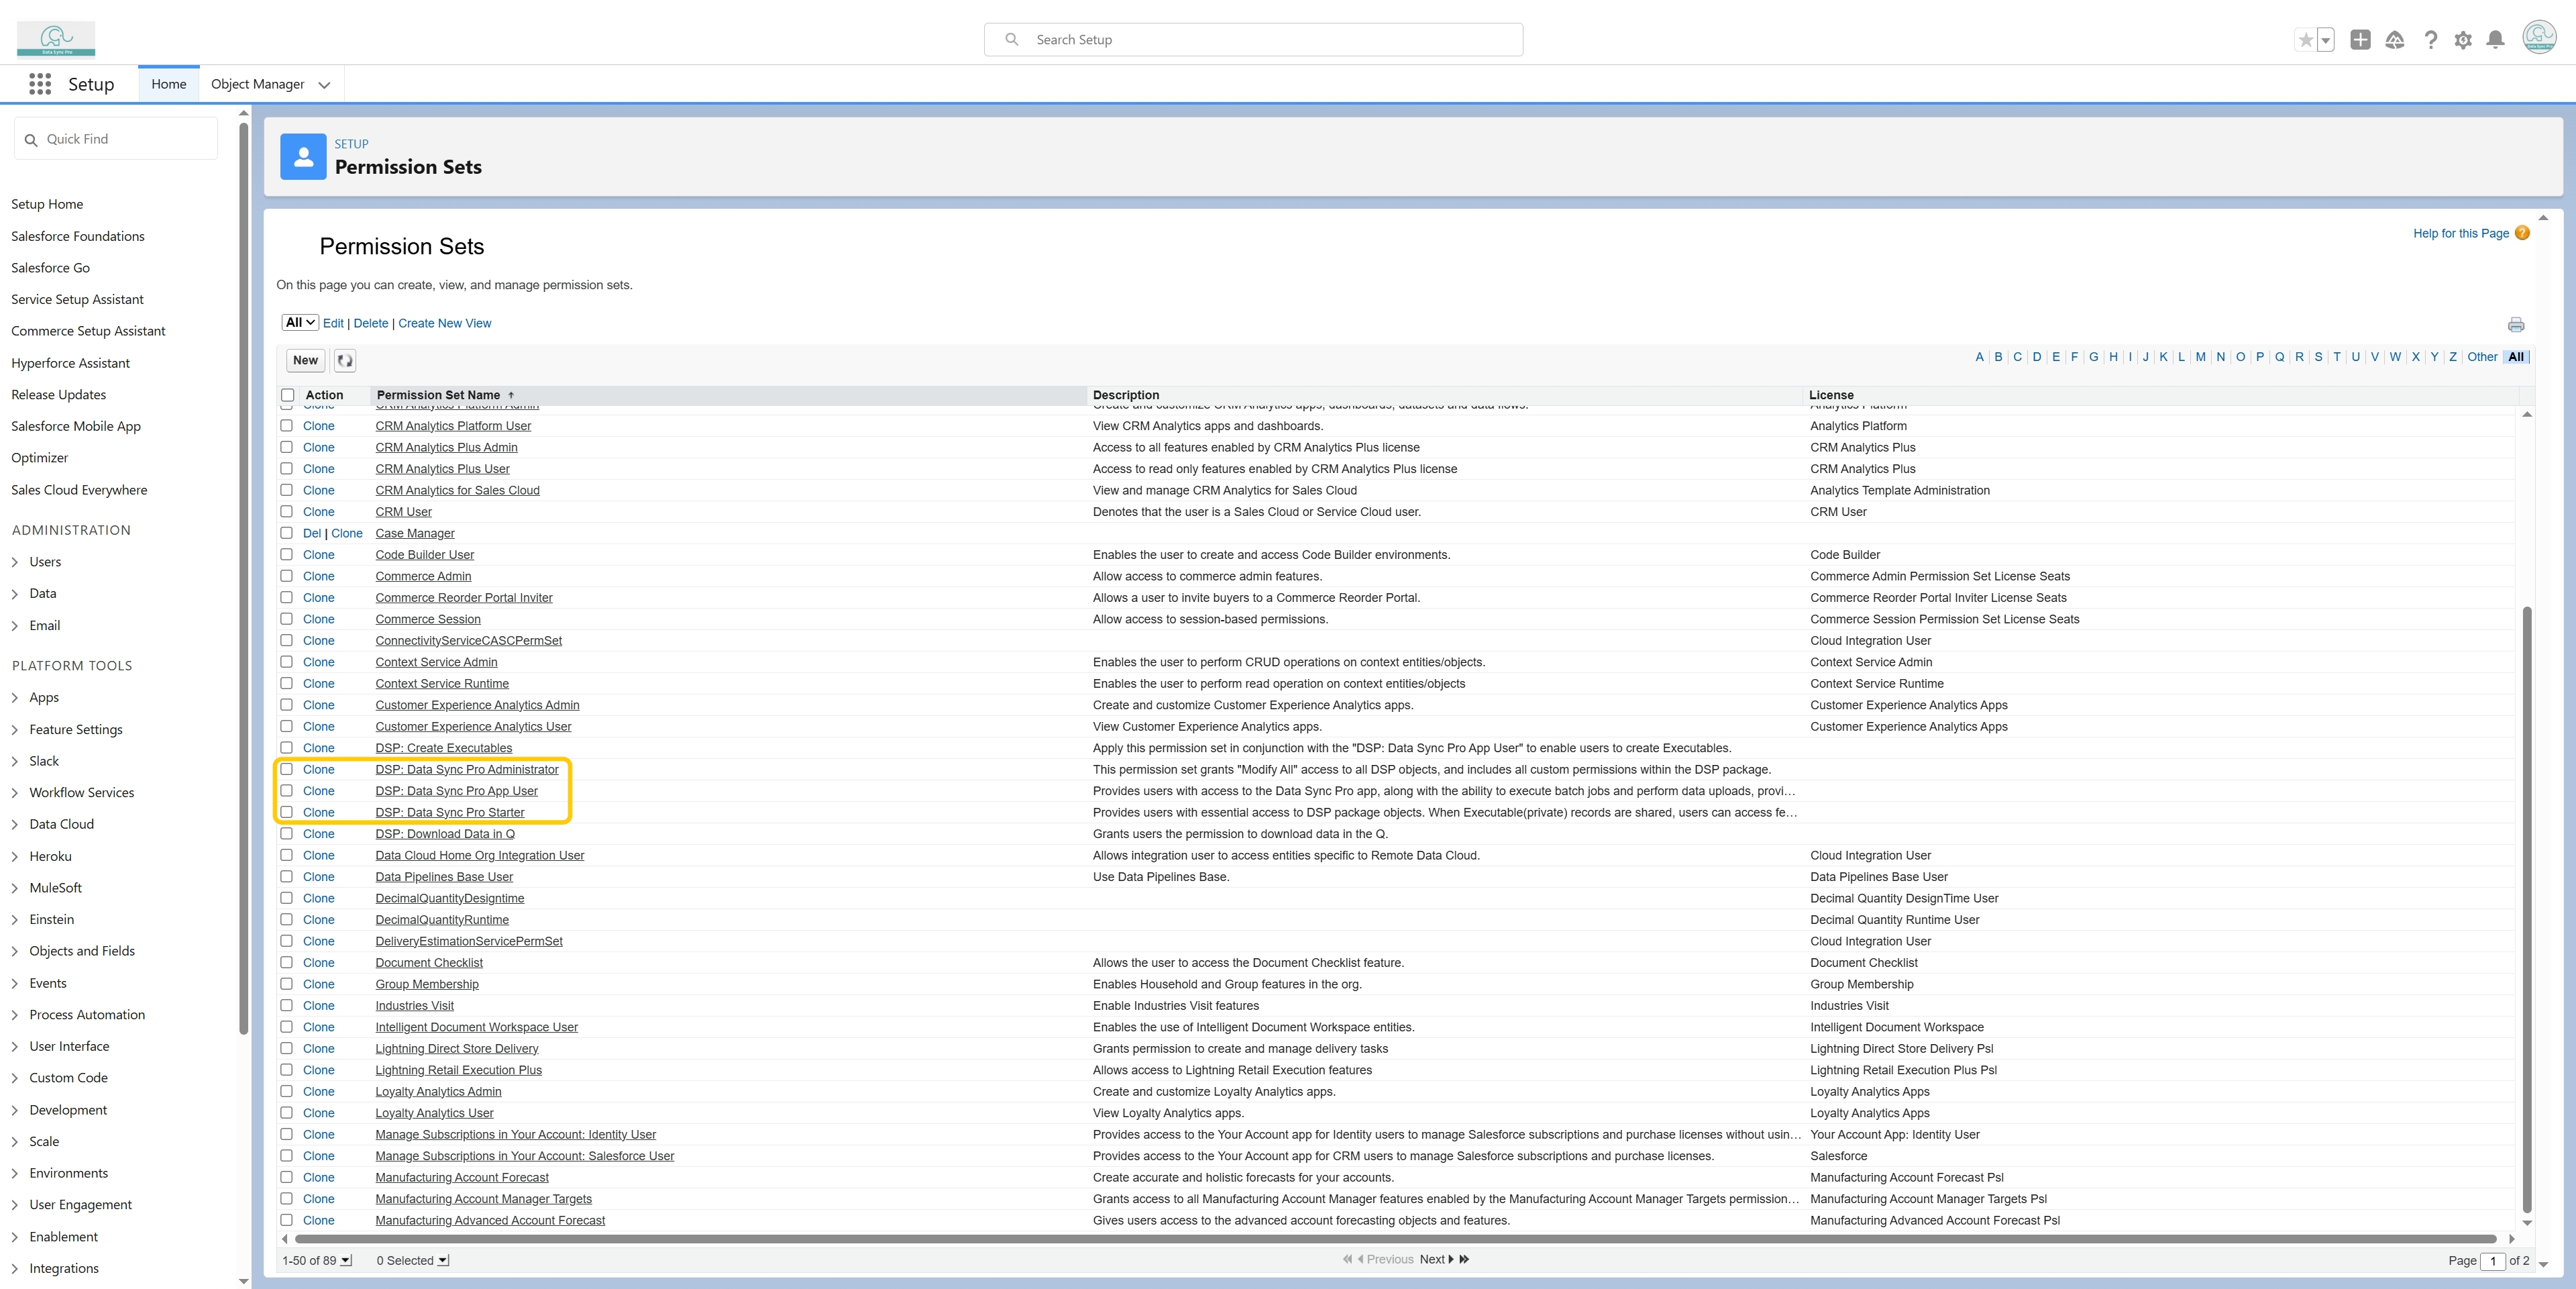 Data Sync Pro
Search Setup
Setup
Home
Object Manager
Quick Find
Setup Home
Salesforce Foundations
Salesforce Go
Service Setup Assistant
Commerce Setup Assistant
Hyperforce Assistant
Release Updates
Salesforce Mobile App
Optimizer
Sales Cloud Everywhere
ADMINISTRATION
Users
Data
Email
PLATFORM TOOLS
Apps
Feature Settings
Slack
Workflow Services
Data Cloud
Heroku
MuleSoft
Einstein
Objects and Fields
Events
Process Automation
User Interface
Custom Code
Development
Scale
Environments
User Engagement
Enablement
Integrations
SETUP
Permission Sets
Help for this Page
Permission Sets
On this page you can create, view, and manage permission sets.
All Edit | Delete | Create New View
New
A B C D E F G H I J K L M N O P Q R S T U V W X Y Z Other All
Action Permission Set Name Description License
Clone CRM Analytics Platform Admin Create and customize CRM Analytics apps, dashboards, datasets and data flows. Analytics Platform
Clone CRM Analytics Platform User View CRM Analytics apps and dashboards. Analytics Platform
Clone CRM Analytics Plus Admin Access to all features enabled by CRM Analytics Plus license CRM Analytics Plus
Clone CRM Analytics Plus User Access to read only features enabled by CRM Analytics Plus license CRM Analytics Plus
Clone CRM Analytics for Sales Cloud View and manage CRM Analytics for Sales Cloud Analytics Template Administration
Clone CRM User Denotes that the user is a Sales Cloud or Service Cloud user. CRM User
Del | Clone Case Manager
Clone Code Builder User Enables the user to create and access Code Builder environments. Code Builder
Clone Commerce Admin Allow access to commerce admin features. Commerce Admin Permission Set License Seats
Clone Commerce Reorder Portal Inviter Allows a user to invite buyers to a Commerce Reorder Portal. Commerce Reorder Portal Inviter License Seats
Clone Commerce Session Allow access to session-based permissions. Commerce Session Permission Set License Seats
Clone ConnectivityServiceCASCPermSet Cloud Integration User
Clone Context Service Admin Enables the user to perform CRUD operations on context entities/objects. Context Service Admin
Clone Context Service Runtime Enables the user to perform read operation on context entities/objects Context Service Runtime
Clone Customer Experience Analytics Admin Create and customize Customer Experience Analytics apps. Customer Experience Analytics Apps
Clone Customer Experience Analytics User View Customer Experience Analytics apps. Customer Experience Analytics Apps
Clone DSP: Create Executables Apply this permission set in conjunction with the "DSP: Data Sync Pro App User" to enable users to create Executables.
Clone DSP: Data Sync Pro Administrator This permission set grants "Modify All" access to all DSP objects, and includes all custom permissions within the DSP package.
Clone DSP: Data Sync Pro App User Provides users with access to the Data Sync Pro app, along with the ability to execute batch jobs and perform data uploads, provi...
Clone DSP: Data Sync Pro Starter Provides users with essential access to DSP package objects. When Executable(private) records are shared, users can access fe...
Clone DSP: Download Data in Q Grants users the permission to download data in the Q.
Clone Data Cloud Home Org Integration User Allows integration user to access entities specific to Remote Data Cloud. Cloud Integration User
Clone Data Pipelines Base User Use Data Pipelines Base. Data Pipelines Base User
Clone DecimalQuantityDesigntime Decimal Quantity DesignTime User
Clone DecimalQuantityRuntime Decimal Quantity Runtime User
Clone DeliveryEstimationServicePermSet Cloud Integration User
Clone Document Checklist Allows the user to access the Document Checklist feature. Document Checklist
Clone Group Membership Enables Household and Group features in the org. Group Membership
Clone Industries Visit Enable Industries Visit features Industries Visit
Clone Intelligent Document Workspace User Enables the use of Intelligent Document Workspace entities. Intelligent Document Workspace
Clone Lightning Direct Store Delivery Grants permission to create and manage delivery tasks Lightning Direct Store Delivery Psl
Clone Lightning Retail Execution Plus Allows access to Lightning Retail Execution features Lightning Retail Execution Plus Psl
Clone Loyalty Analytics Admin Create and customize Loyalty Analytics apps. Loyalty Analytics Apps
Clone Loyalty Analytics User View Loyalty Analytics apps. Loyalty Analytics Apps
Clone Manage Subscriptions in Your Account: Identity User Provides access to the Your Account app for Identity users to manage Salesforce subscriptions and purchase licenses without usin... Your Account App: Identity User
Clone Manage Subscriptions in Your Account: Salesforce User Provides access to the Your Account app for CRM users to manage Salesforce subscriptions and purchase licenses. Salesforce
Clone Manufacturing Account Forecast Create accurate and holistic forecasts for your accounts. Manufacturing Account Forecast Psl
Clone Manufacturing Account Manager Targets Grants access to all Manufacturing Account Manager features enabled by the Manufacturing Account Manager Targets permission... Manufacturing Account Manager Targets Psl
Clone Manufacturing Advanced Account Forecast Gives users access to the advanced account forecasting objects and features. Manufacturing Advanced Account Forecast Psl
1-50 of 89 0 Selected Previous Next Page 1 of 2